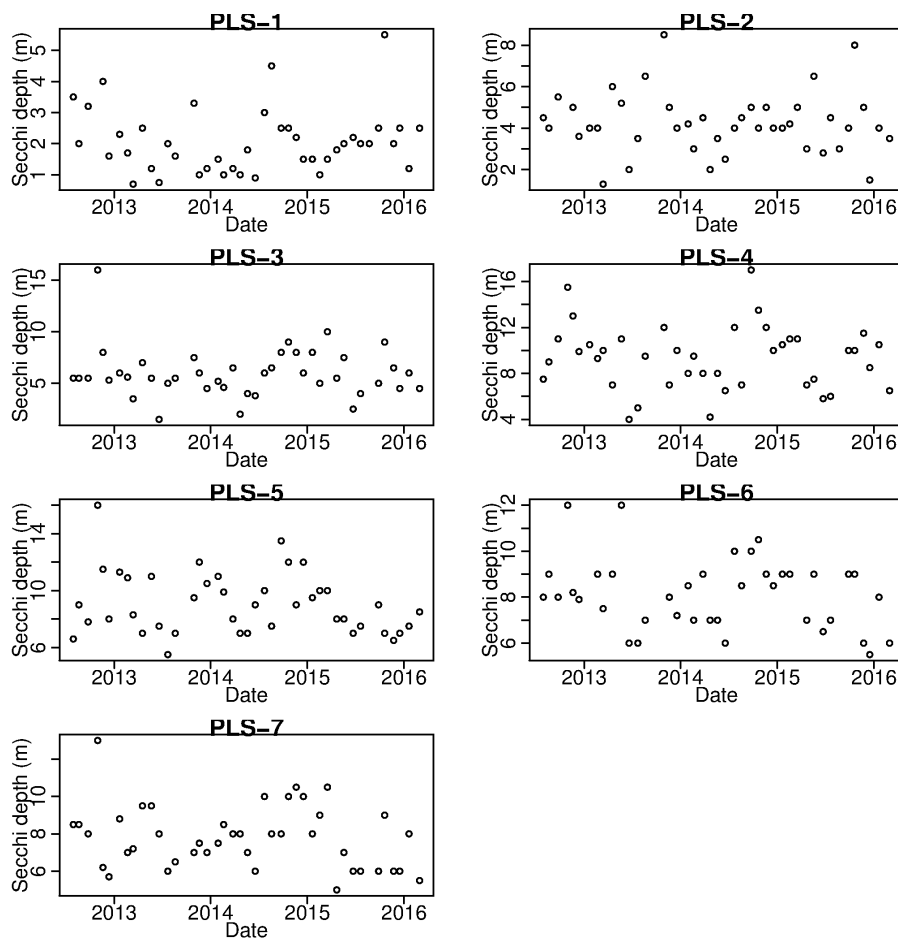 PLS-1
Secchi depth (m)
5
4
3
2
1
2013 2014 2015 2016
Date
PLS-2
Secchi depth (m)
8
6
4
2
2013 2014 2015 2016
Date
PLS-3
Secchi depth (m)
15
10
5
2013 2014 2015 2016
Date
PLS-4
Secchi depth (m)
16
12
8
4
2013 2014 2015 2016
Date
PLS-5
Secchi depth (m)
14
10
6
2013 2014 2015 2016
Date
PLS-6
Secchi depth (m)
12
10
8
6
2013 2014 2015 2016
Date
PLS-7
Secchi depth (m)
10
8
6
2013 2014 2015 2016
Date